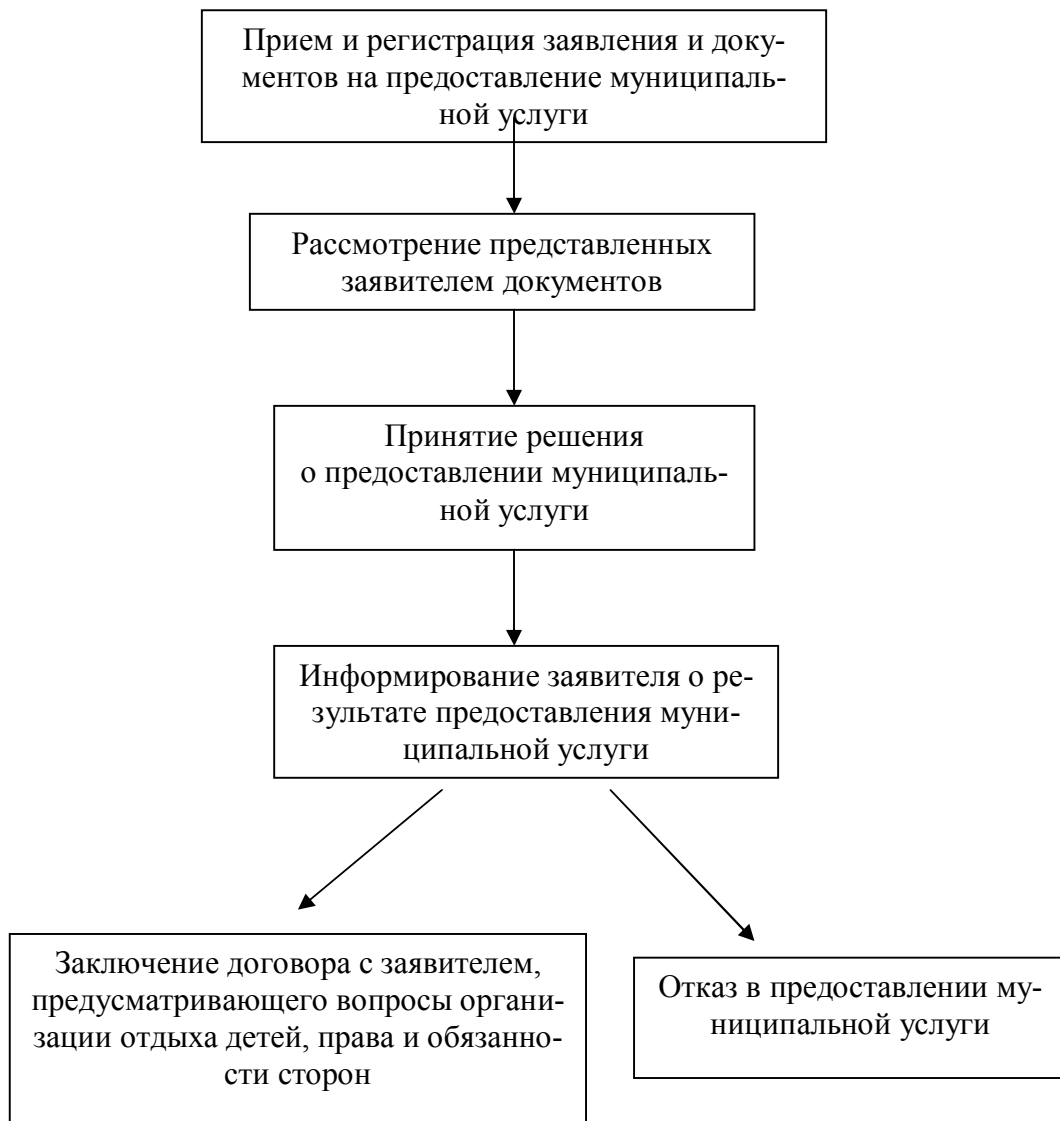 Прием и регистрация заявления и доку-
ментов на предоставление муниципаль-
ной услуги
Рассмотрение представленных
заявителем документов
Принятие решения
о предоставлении муниципаль-
ной услуги
Информирование заявителя о ре-
зультате предоставления муни-
ципальной услуги
Заключение договора с заявителем,
предусматривающего вопросы органи-
зации отдыха детей, права и обязанно-
сти сторон
Отказ в предоставлении му-
ниципальной услуги